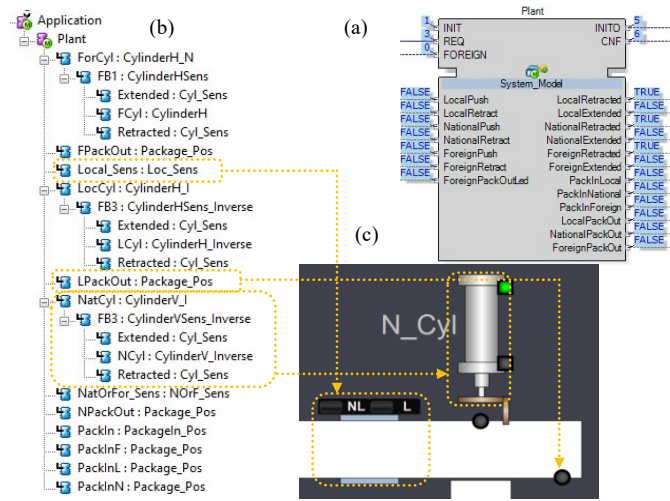 (b)
Application
Plant
ForCyl : CylinderH_N
FB1 : CylinderHSens
Extended : Cyl_Sens
FCyl : CylinderH
Retracted : Cyl_Sens
FPackOut : Package_Pos
Local_Sens : Loc_Sens
LocCyl : CylinderH_I
FB3 : CylinderHSens_Inverse
Extended : Cyl_Sens
LCyl : CylinderH_Inverse
Retracted : Cyl_Sens
LPackOut : Package_Pos
NatCyl : CylinderV_I
FB3 : CylinderVSens_Inverse
Extended : Cyl_Sens
NCyl : CylinderV_Inverse
Retracted : Cyl_Sens
NatOrFor_Sens : NOrF_Sens
NPackOut : Package_Pos
PackIn : PackageIn_Pos
PackInF : Package_Pos
PackInL : Package_Pos
PackInN : Package_Pos
(a)
Plant
1 INIT INITO 5
3 REQ CNF 6
0 FOREIGN
System_Model
FALSE LocalPush LocalRetracted TRUE
FALSE LocalRetract LocalExtended FALSE
FALSE NationalPush NationalRetracted TRUE
FALSE NationalRetract NationalExtended FALSE
FALSE ForeignPush ForeignRetracted TRUE
FALSE ForeignRetract ForeignExtended FALSE
FALSE ForeignPackOutLed PackInLocal FALSE
PackInNational FALSE
PackInForeign FALSE
LocalPackOut FALSE
NationalPackOut FALSE
ForeignPackOut FALSE
(c)
N_Cyl
NL L